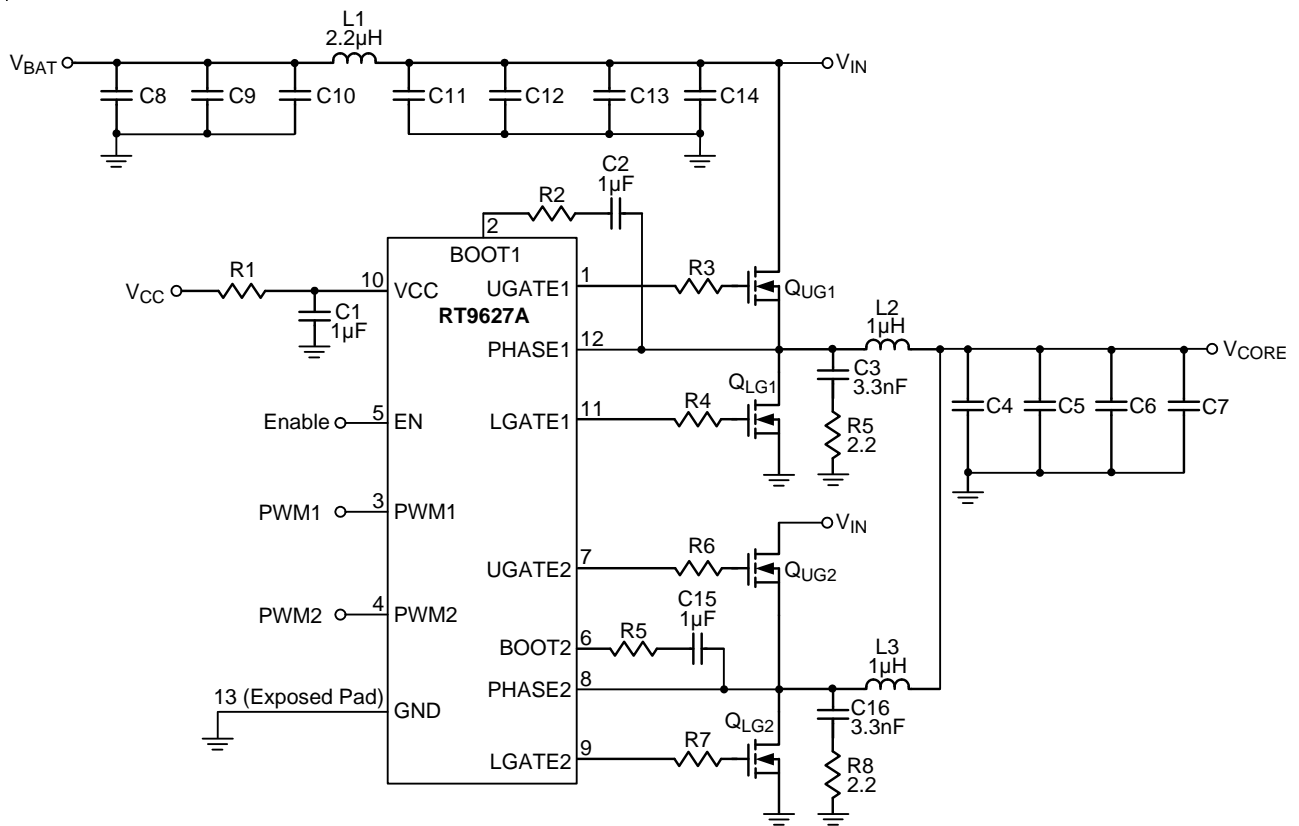 L1
2.2µH
VBAT
VIN
C8
C9
C10
C11
C12
C13
C14
C2
1µF
R2
2
BOOT1
R1
VCC
10
VCC
C1
1µF
RT9627A
UGATE1
1
R3
QUG1
PHASE1
12
L2
1µH
VCORE
C3
3.3nF
R5
2.2
C4
C5
C6
C7
QLG1
LGATE1
11
R4
Enable
5
EN
PWM1
3
PWM1
VIN
UGATE2
7
R6
QUG2
PWM2
4
PWM2
C15
1µF
BOOT2
6
R5
PHASE2
8
L3
1µH
C16
3.3nF
R8
2.2
13 (Exposed Pad)
GND
QLG2
LGATE2
9
R7